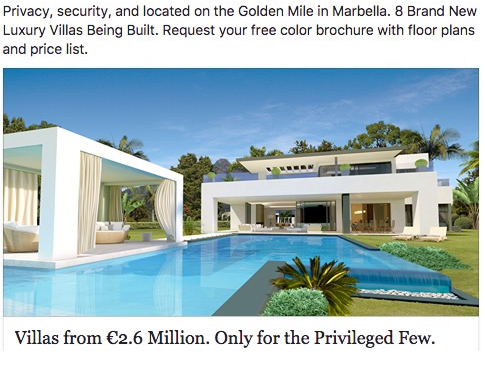 Privacy, security, and located on the Golden Mile in Marbella. 8 Brand New
Luxury Villas Being Built. Request your free color brochure with floor plans
and price list.
Villas from €2.6 Million. Only for the Privileged Few.